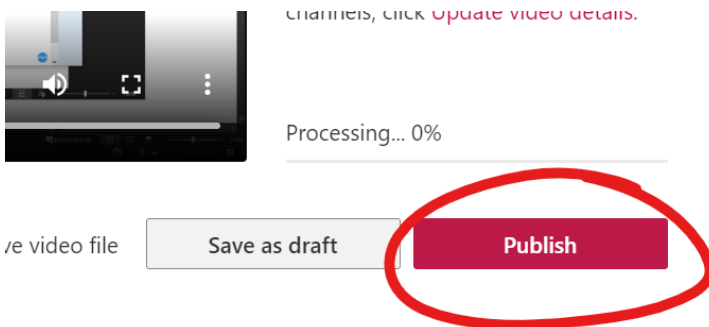 channels, click Update video details.
Processing... 0%
ve video file
Save as draft
Publish